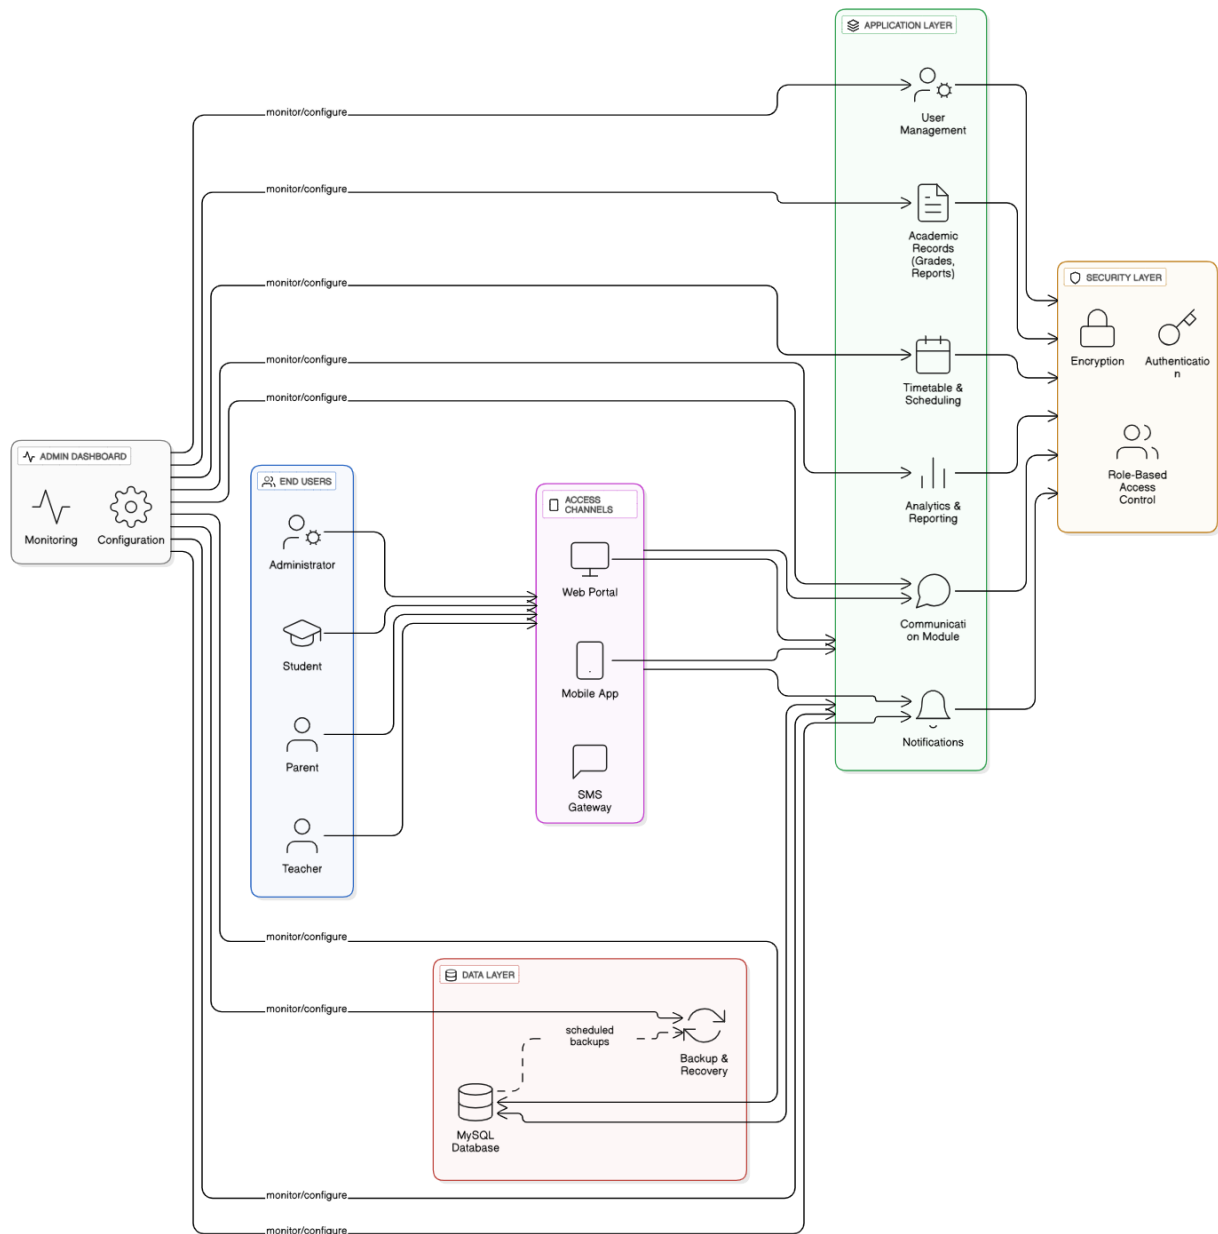 APPLICATION LAYER
User
Management
monitor/configure
monitor/configure
Academic
Records
(Grades,
Reports)
monitor/configure
SECURITY LAYER
Encryption
Authenticatio
n
Timetable &
Scheduling
monitor/configure
monitor/configure
Role-Based
Access
Control
ADMIN DASHBOARD
Monitoring
Configuration
END USERS
Administrator
Student
Parent
Teacher
ACCESS
CHANNELS
Web Portal
Mobile App
SMS
Gateway
Analytics &
Reporting
Communicati
on Module
Notifications
monitor/configure
DATA LAYER
monitor/configure
scheduled
backups
Backup &
Recovery
MySQL
Database
monitor/configure
monitor/configure